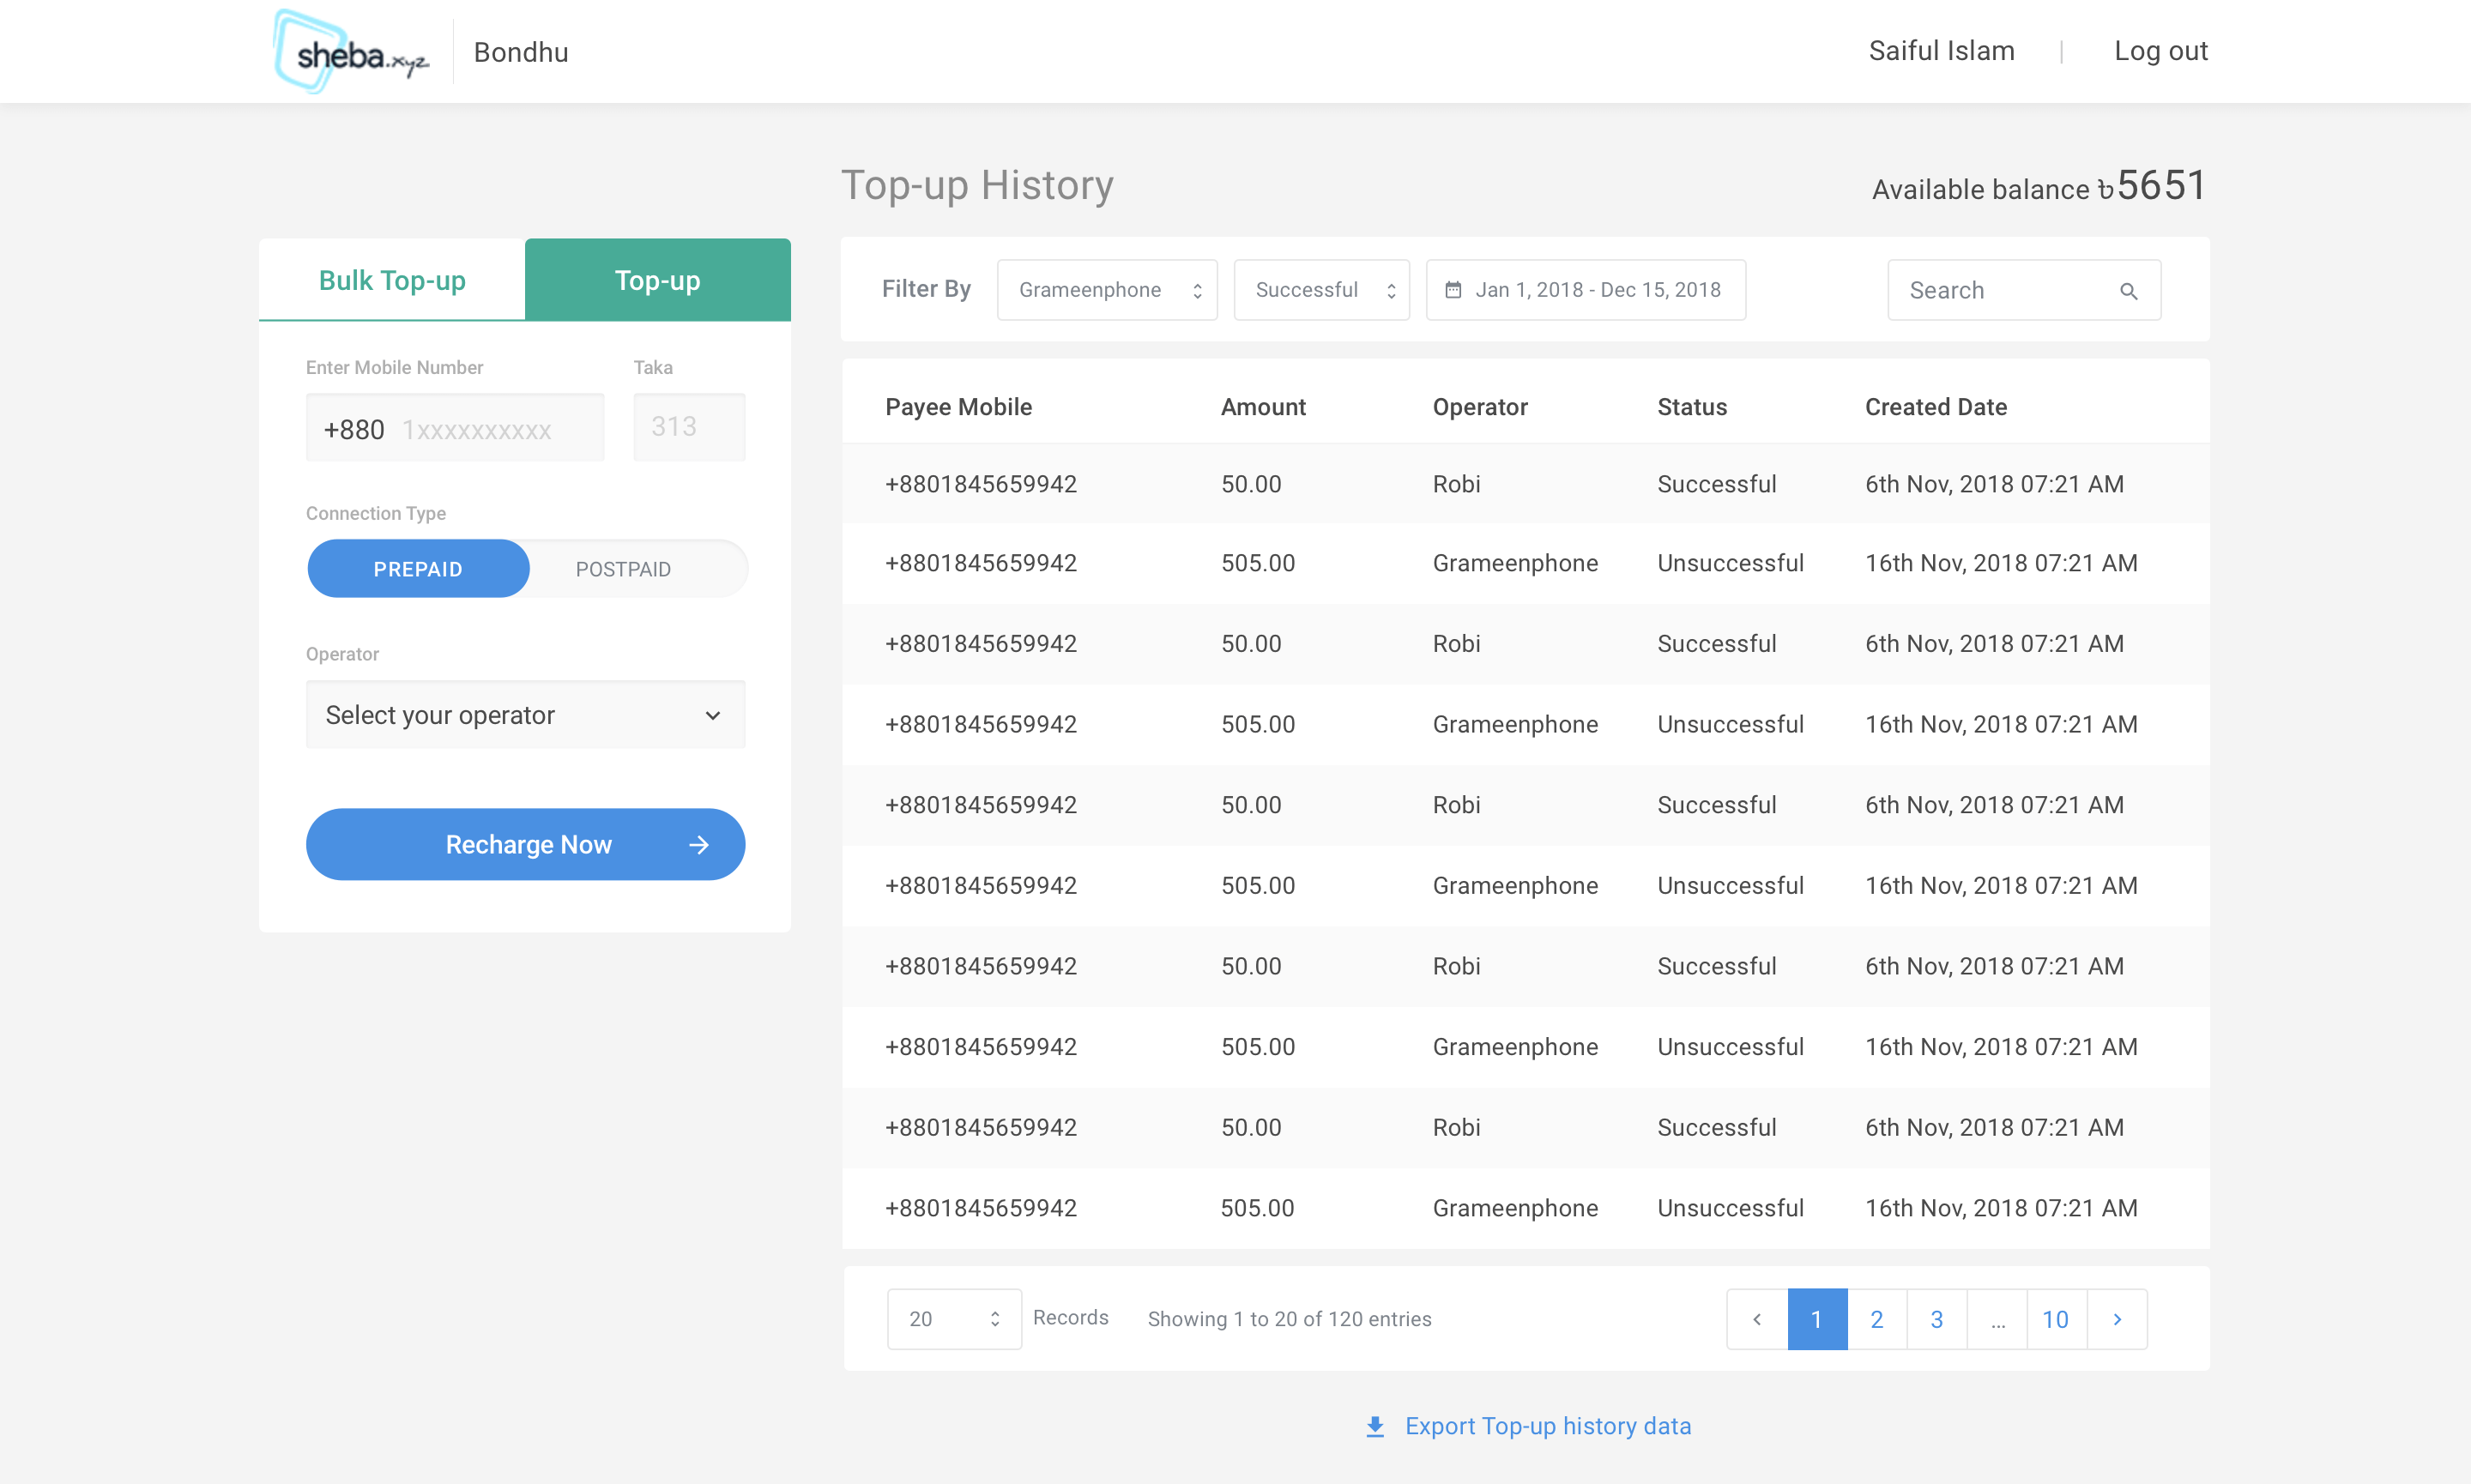 sheba.xyz Bondhu Saiful Islam | Log out
Top-up History Available balance ৳5651
Bulk Top-up Top-up
Enter Mobile Number Taka
+880 1xxxxxxxxxx 313
Connection Type
PREPAID POSTPAID
Operator
Select your operator
Recharge Now
Filter By Grameenphone Successful Jan 1, 2018 - Dec 15, 2018 Search
Payee Mobile Amount Operator Status Created Date
+8801845659942 50.00 Robi Successful 6th Nov, 2018 07:21 AM
+8801845659942 505.00 Grameenphone Unsuccessful 16th Nov, 2018 07:21 AM
+8801845659942 50.00 Robi Successful 6th Nov, 2018 07:21 AM
+8801845659942 505.00 Grameenphone Unsuccessful 16th Nov, 2018 07:21 AM
+8801845659942 50.00 Robi Successful 6th Nov, 2018 07:21 AM
+8801845659942 505.00 Grameenphone Unsuccessful 16th Nov, 2018 07:21 AM
+8801845659942 50.00 Robi Successful 6th Nov, 2018 07:21 AM
+8801845659942 505.00 Grameenphone Unsuccessful 16th Nov, 2018 07:21 AM
+8801845659942 50.00 Robi Successful 6th Nov, 2018 07:21 AM
+8801845659942 505.00 Grameenphone Unsuccessful 16th Nov, 2018 07:21 AM
20 Records Showing 1 to 20 of 120 entries 1 2 3 ... 10
Export Top-up history data